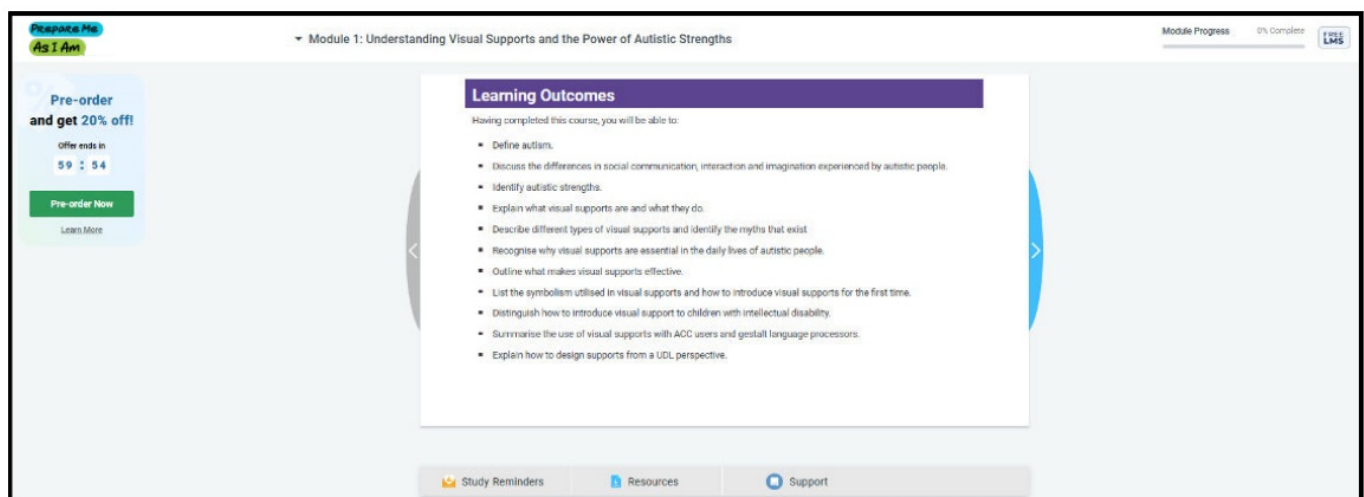 Prepare Me
As I Am
Module 1: Understanding Visual Supports and the Power of Autistic Strengths
Module Progress
0% Complete
FREE
LMS
Pre-order
and get 20% off!
Offer ends in
59 : 54
Pre-order Now
Learn More
Learning Outcomes
Having completed this course, you will be able to:
Define autism.
Discuss the differences in social communication, interaction and imagination experienced by autistic people.
Identify autistic strengths.
Explain what visual supports are and what they do.
Describe different types of visual supports and identify the myths that exist
Recognise why visual supports are essential in the daily lives of autistic people.
Outline what makes visual supports effective.
List the symbolism utilised in visual supports and how to introduce visual supports for the first time.
Distinguish how to introduce visual support to children with intellectual disability.
Summarise the use of visual supports with ACC users and gestalt language processors.
Explain how to design supports from a UDL perspective.
Study Reminders
Resources
Support